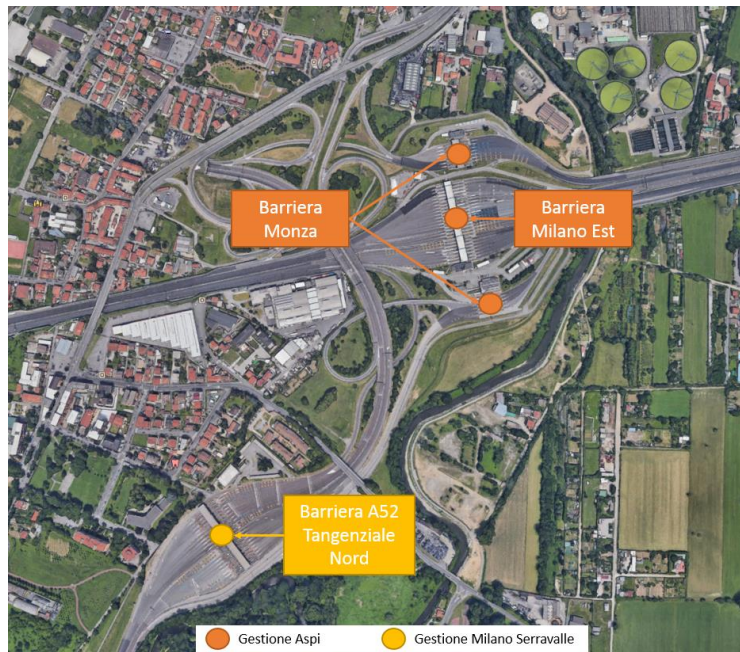 Barriera
Monza
Barriera
Milano Est
Barriera A52
Tangenziale
Nord
Gestione Aspi
Gestione Milano Serravalle